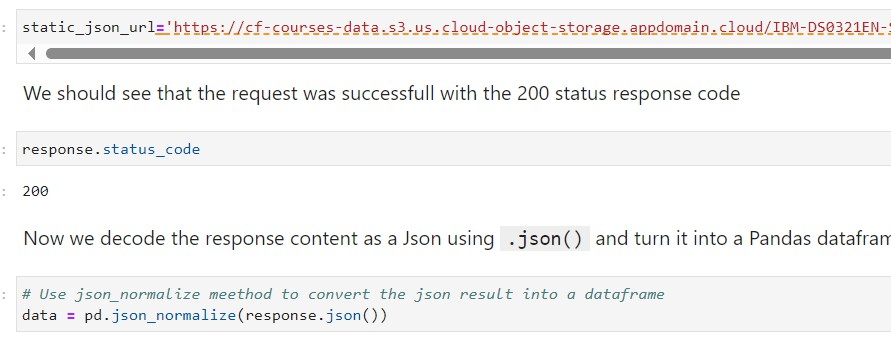 static_json_url='https://cf-courses-data.s3.us.cloud-object-storage.appdomain.cloud/IBM-DS0321EN-
We should see that the request was successfull with the 200 status response code
response.status_code
200
Now we decode the response content as a Json using .json() and turn it into a Pandas datafram
# Use json_normalize meethod to convert the json result into a dataframe
data = pd.json_normalize(response.json())